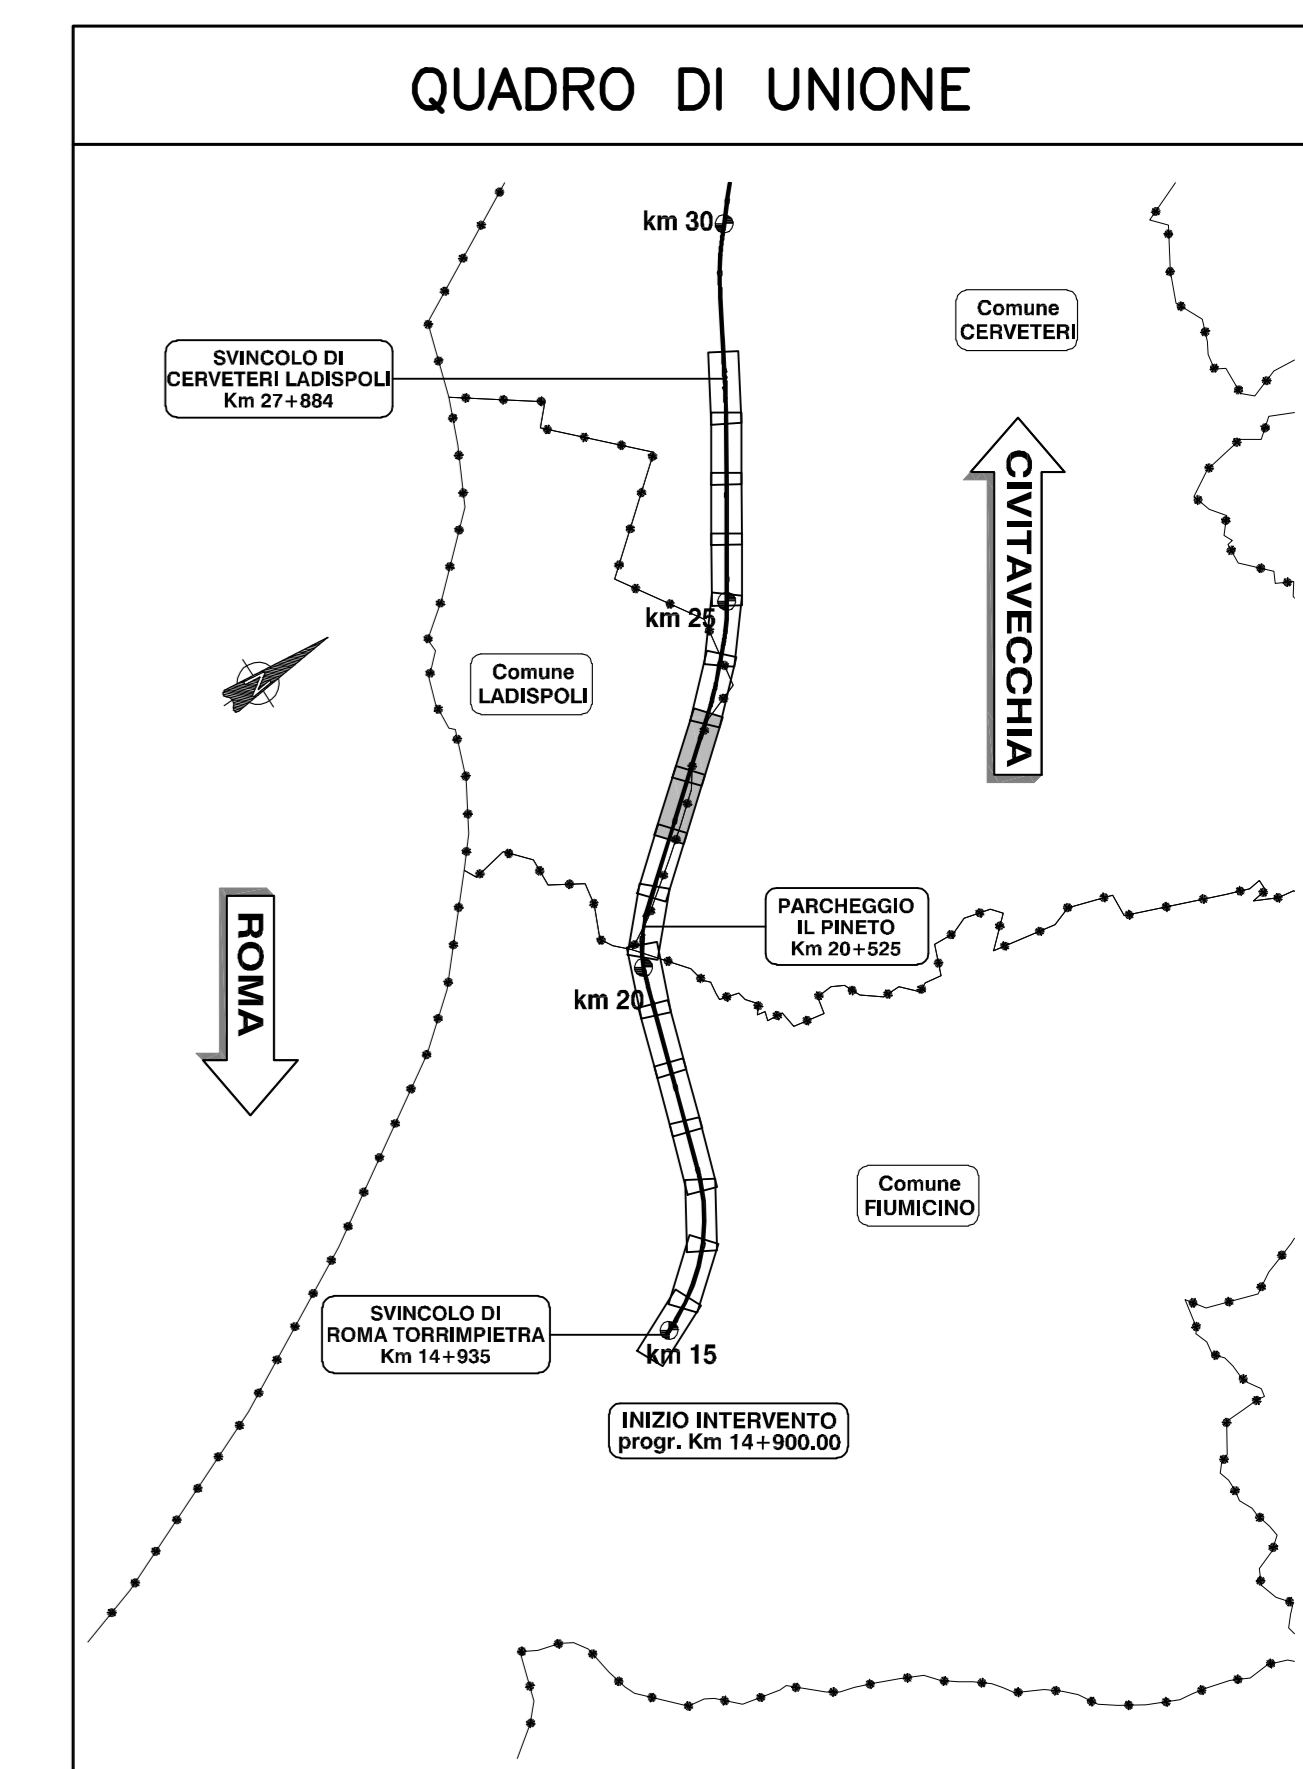 QUADRO DI UNIONE
km 30
Comune
CERVETERI
SVINCOLO DI
CERVETERI LADISPOLI
Km 27+884
CIVITAVECCHIA
km 25
Comune
LADISPOLI
N
PARCHEGGIO
IL PINETO
Km 20+525
ROMA
km 20
Comune
FIUMICINO
SVINCOLO DI
ROMA TORRIMPIETRA
Km 14+935
km 15
INIZIO INTERVENTO
progr. Km 14+900.00